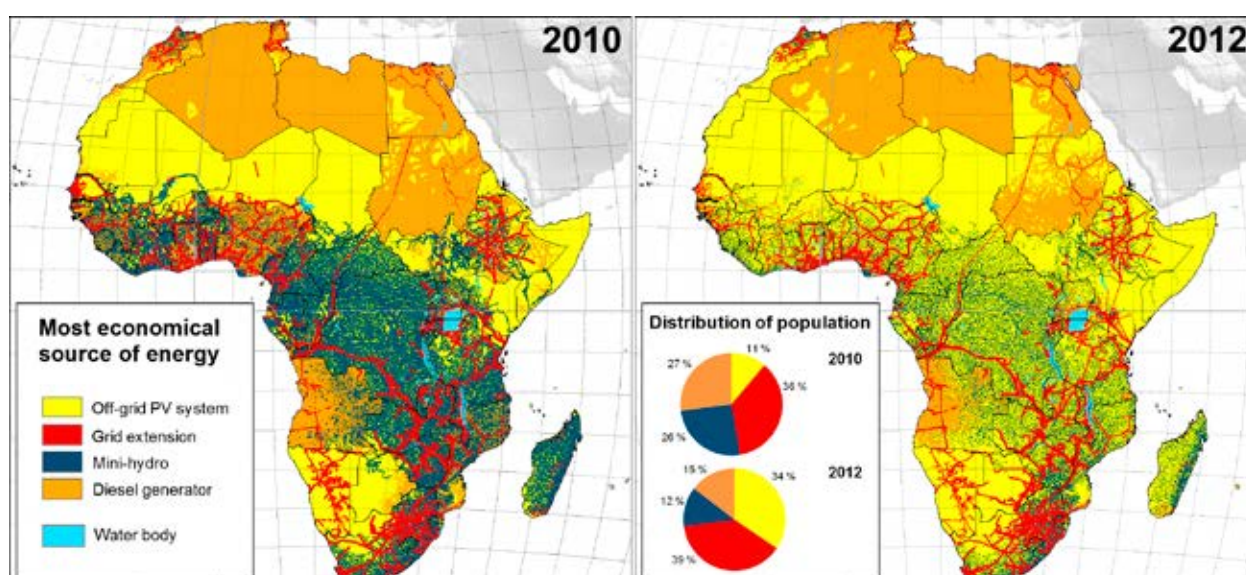 2010
Most economical
source of energy
Off-grid PV system
Grid extension
Mini-hydro
Diesel generator
Water body
2012
Distribution of population
2010
11 %
36 %
26 %
27 %
2012
34 %
39 %
12 %
15 %